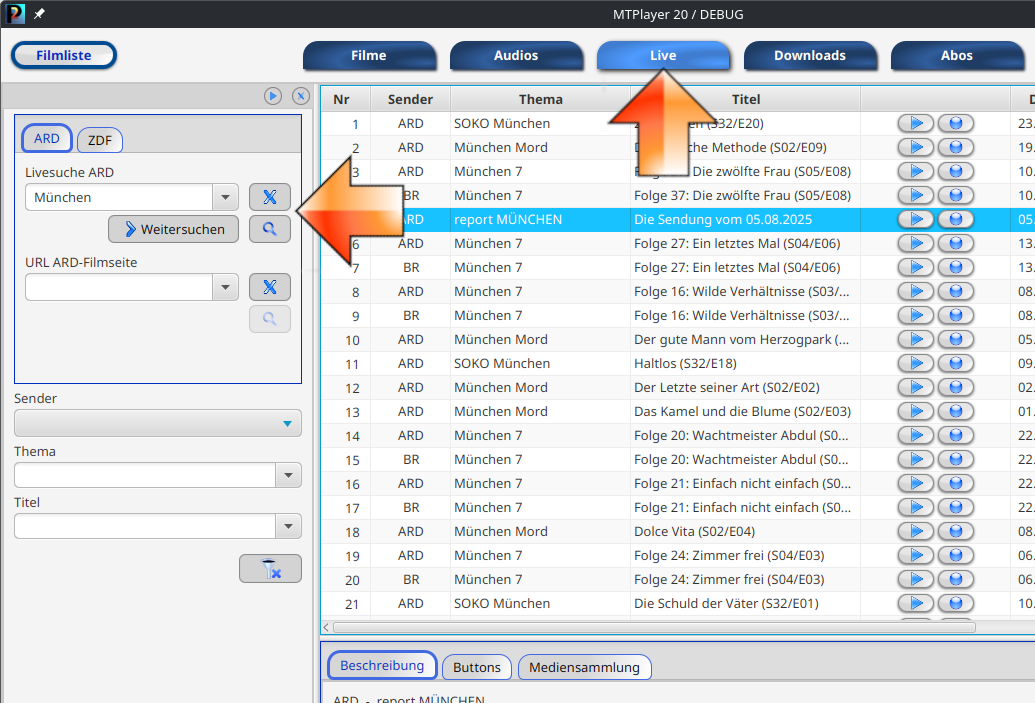 MTPlayer 20 / DEBUG
Filmliste
Filme
Audios
Live
Downloads
Abos
ARD
ZDF
Livesuche ARD
München
Weitersuchen
URL ARD-Filmseite
Sender
Thema
Titel
Nr Sender Thema Titel
1 ARD SOKO München (S32/E20) 23.
2 ARD München Mord che Methode (S02/E09) 19.
3 ARD München 7 Die zwölfte Frau (S05/E08) 10.
BR München 7 Folge 37: Die zwölfte Frau (S05/E08) 10.
ARD report MÜNCHEN Die Sendung vom 05.08.2025 05.
6 ARD München 7 Folge 27: Ein letztes Mal (S04/E06) 13.
7 BR München 7 Folge 27: Ein letztes Mal (S04/E06) 13.
8 ARD München 7 Folge 16: Wilde Verhältnisse (S03/... 08.
9 BR München 7 Folge 16: Wilde Verhältnisse (S03/... 08.
10 ARD München Mord Der gute Mann vom Herzogpark (... 05.
11 ARD SOKO München Haltlos (S32/E18) 09.
12 ARD München Mord Der Letzte seiner Art (S02/E02) 02.
13 ARD München Mord Das Kamel und die Blume (S02/E03) 01.
14 ARD München 7 Folge 20: Wachtmeister Abdul (S0... 22.
15 BR München 7 Folge 20: Wachtmeister Abdul (S0... 22.
16 ARD München 7 Folge 21: Einfach nicht einfach (S0... 22.
17 BR München 7 Folge 21: Einfach nicht einfach (S0... 22.
18 ARD München Mord Dolce Vita (S02/E04) 08.
19 ARD München 7 Folge 24: Zimmer frei (S04/E03) 06.
20 BR München 7 Folge 24: Zimmer frei (S04/E03) 06.
21 ARD SOKO München Die Schuld der Väter (S32/E01) 10.
Beschreibung
Buttons
Mediensammlung
ARD - report MÜNCHEN